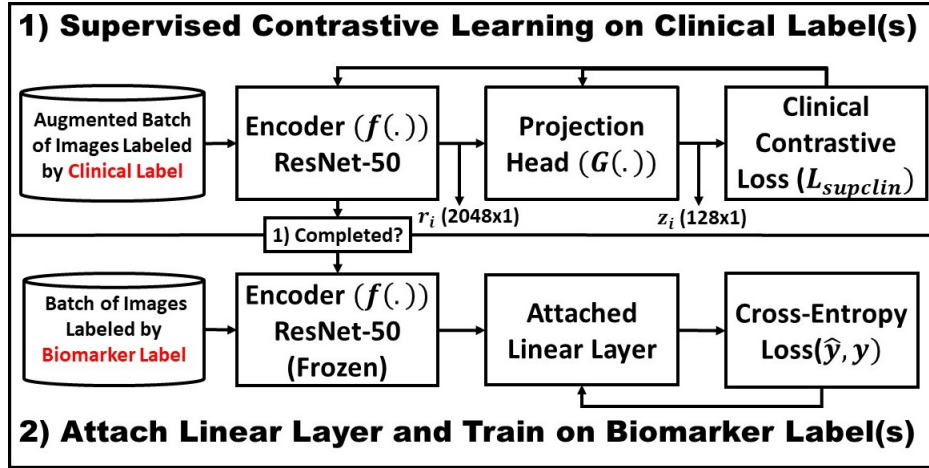 1) Supervised Contrastive Learning on Clinical Label(s)
Augmented Batch
of Images Labeled
by Clinical Label
Encoder (f(.))
ResNet-50
Projection
Head (G(.))
Clinical
Contrastive
Loss (L_supclin)
r_i (2048x1)
z_i (128x1)
1) Completed?
Batch of Images
Labeled by
Biomarker Label
Encoder (f(.))
ResNet-50
(Frozen)
Attached
Linear Layer
Cross-Entropy
Loss(ŷ, y)
2) Attach Linear Layer and Train on Biomarker Label(s)